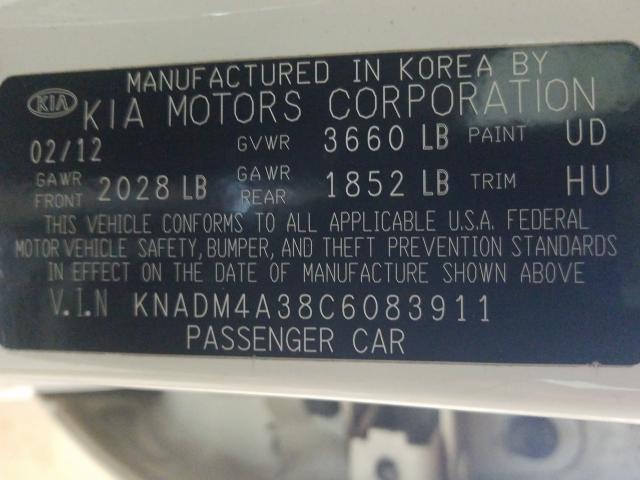 MANUFACTURED IN KOREA BY
KIA KIA MOTORS CORPORATION
02/12 GVWR 3660 LB PAINT UD
GAWR FRONT 2028 LB GAWR REAR 1852 LB TRIM HU
THIS VEHICLE CONFORMS TO ALL APPLICABLE U.S.A. FEDERAL
MOTOR VEHICLE SAFETY, BUMPER, AND THEFT PREVENTION STANDARDS
IN EFFECT ON THE DATE OF MANUFACTURE SHOWN ABOVE
V.I.N KNADM4A38C6083911
PASSENGER CAR